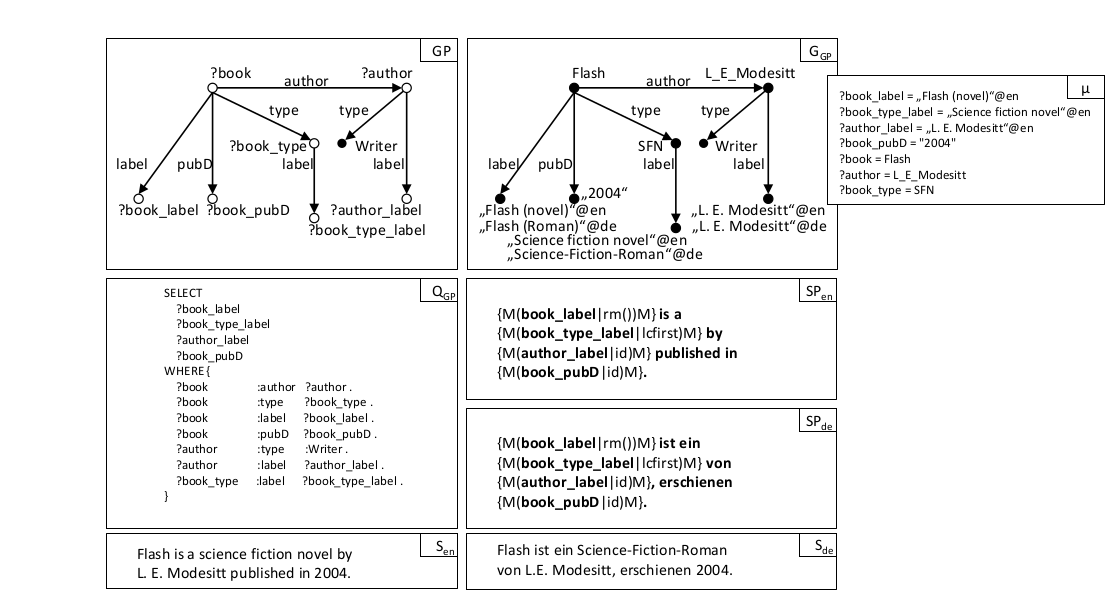 GP
?book
author
?author
type
type
?book_type
Writer
label
pubD
label
label
?book_label
?book_pubD
?author_label
?book_type_label
G_GP
Flash
author
L_E_Modesitt
type
type
SFN
Writer
label
pubD
label
label
„2004“
„Flash (novel)“@en
„L. E. Modesitt“@en
„Flash (Roman)“@de
„L. E. Modesitt“@de
„Science fiction novel“@en
„Science-Fiction-Roman“@de
µ
?book_label = „Flash (novel)“@en
?book_type_label = „Science fiction novel“@en
?author_label = „L. E. Modesitt“@en
?book_pubD = "2004"
?book = Flash
?author = L_E_Modesitt
?book_type = SFN
Q_GP
SELECT
?book_label
?book_type_label
?author_label
?book_pubD
WHERE{
?book :author ?author .
?book :type ?book_type .
?book :label ?book_label .
?book :pubD ?book_pubD .
?author :type :Writer .
?author :label ?author_label .
?book_type :label ?book_type_label .
}
SP_en
{M(book_label|rm())M} is a
{M(book_type_label|lcfirst)M} by
{M(author_label|id)M} published in
{M(book_pubD|id)M}.
SP_de
{M(book_label|rm())M} ist ein
{M(book_type_label|lcfirst)M} von
{M(author_label|id)M}, erschienen
{M(book_pubD|id)M}.
S_en
Flash is a science fiction novel by
L. E. Modesitt published in 2004.
S_de
Flash ist ein Science-Fiction-Roman
von L.E. Modesitt, erschienen 2004.